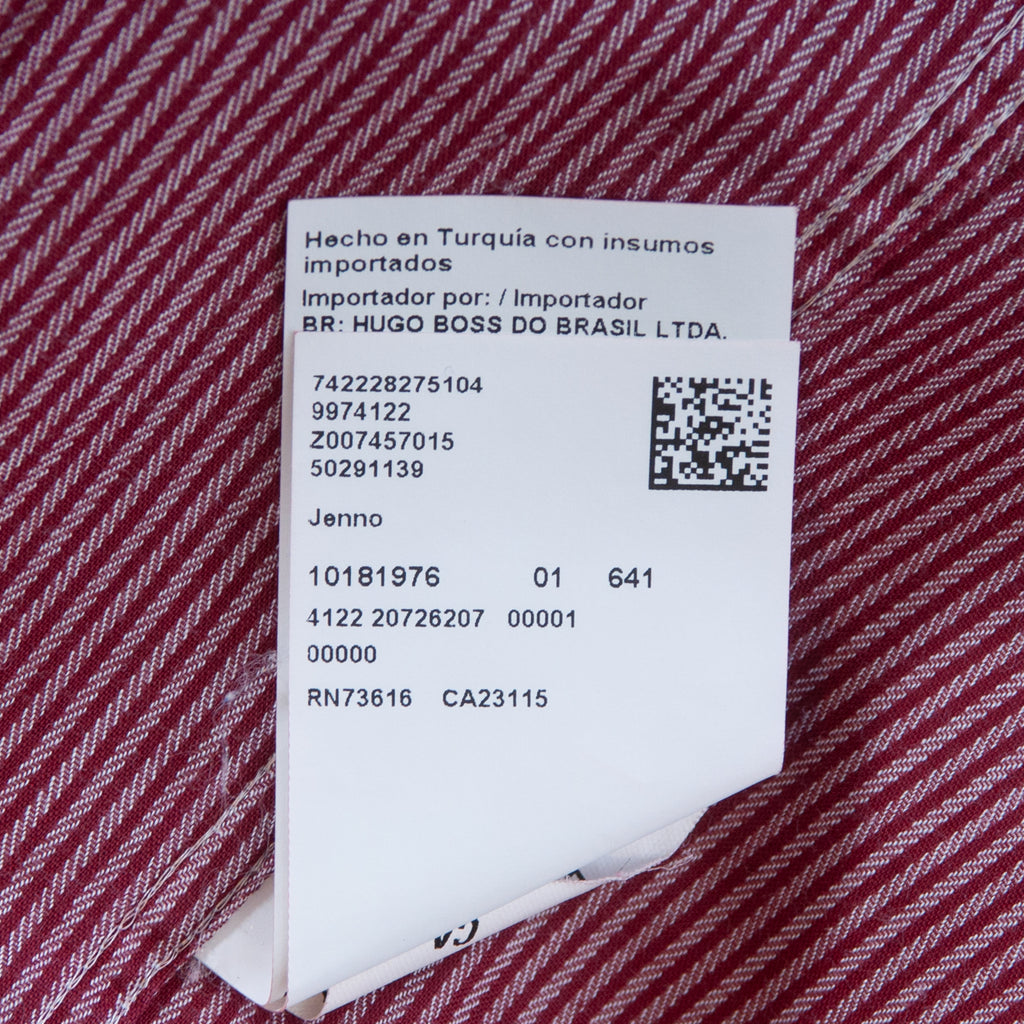 Hecho en Turquía con insumos
importados
Importador por: / Importador
BR: HUGO BOSS DO BRASIL LTDA.
742228275104
9974122
Z007457015
50291139
Jenno
10181976 01 641
4122 20726207 00001
00000
RN73616 CA23115